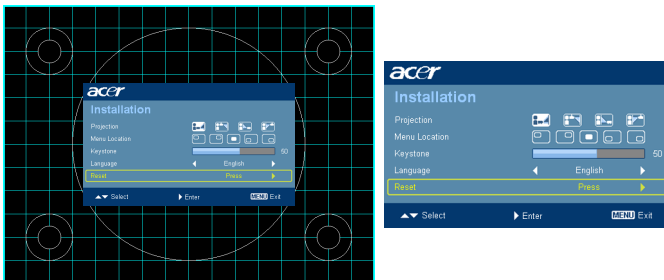 acer
Installation
Projection
Menu Location
Keystone 50
Language English
Reset Press
Select Enter MENU Exit
acer
Installation
Projection
Menu Location
Keystone 50
Language English
Reset Press
Select Enter MENU Exit